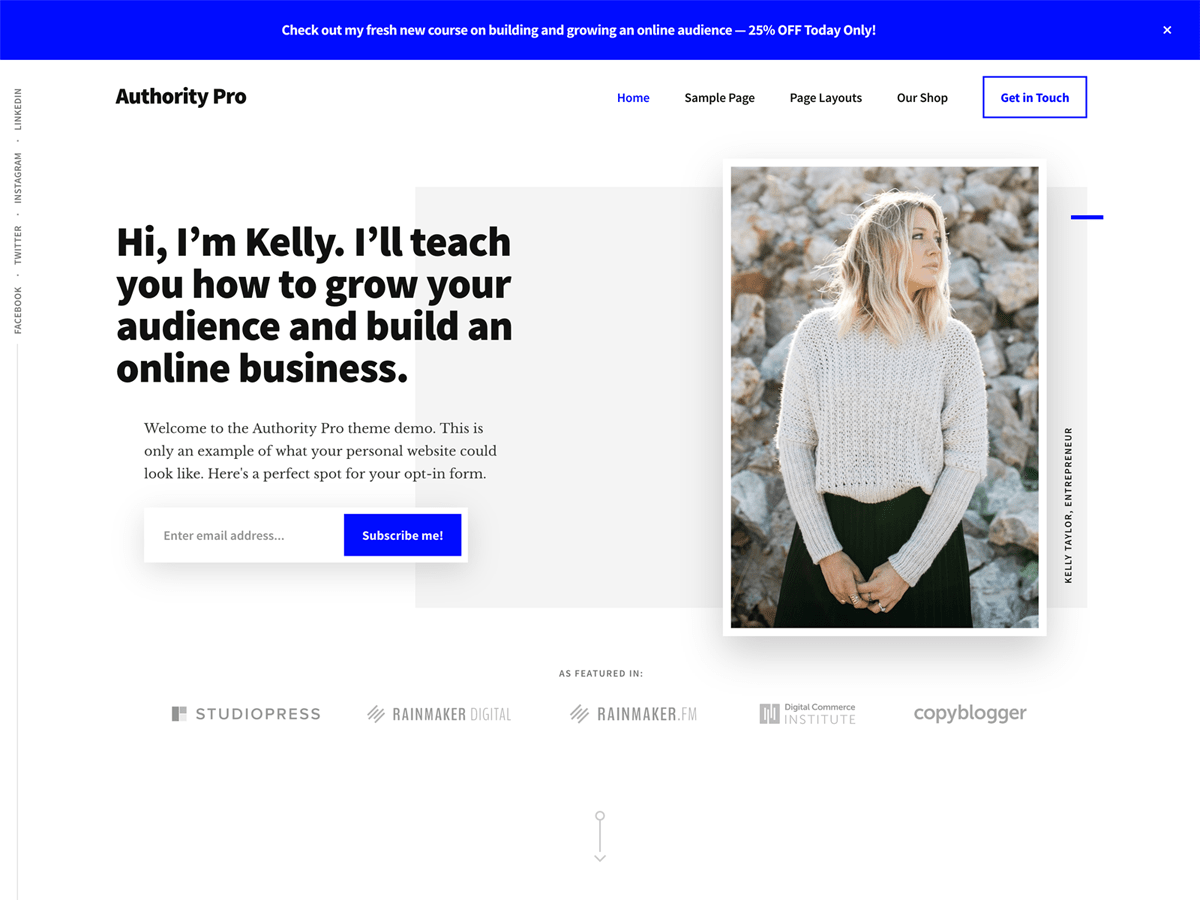 Check out my fresh new course on building and growing an online audience — 25% OFF Today Only!
×
Authority Pro
Home
Sample Page
Page Layouts
Our Shop
Get in Touch
FACEBOOK · TWITTER · INSTAGRAM · LINKEDIN
Hi, I’m Kelly. I’ll teach
you how to grow your
audience and build an
online business.
Welcome to the Authority Pro theme demo. This is
only an example of what your personal website could
look like. Here's a perfect spot for your opt-in form.
Enter email address...
Subscribe me!
KELLY TAYLOR, ENTREPRENEUR
AS FEATURED IN:
STUDIOPRESS
RAINMAKER DIGITAL
RAINMAKER.FM
Digital Commerce
INSTITUTE
copyblogger